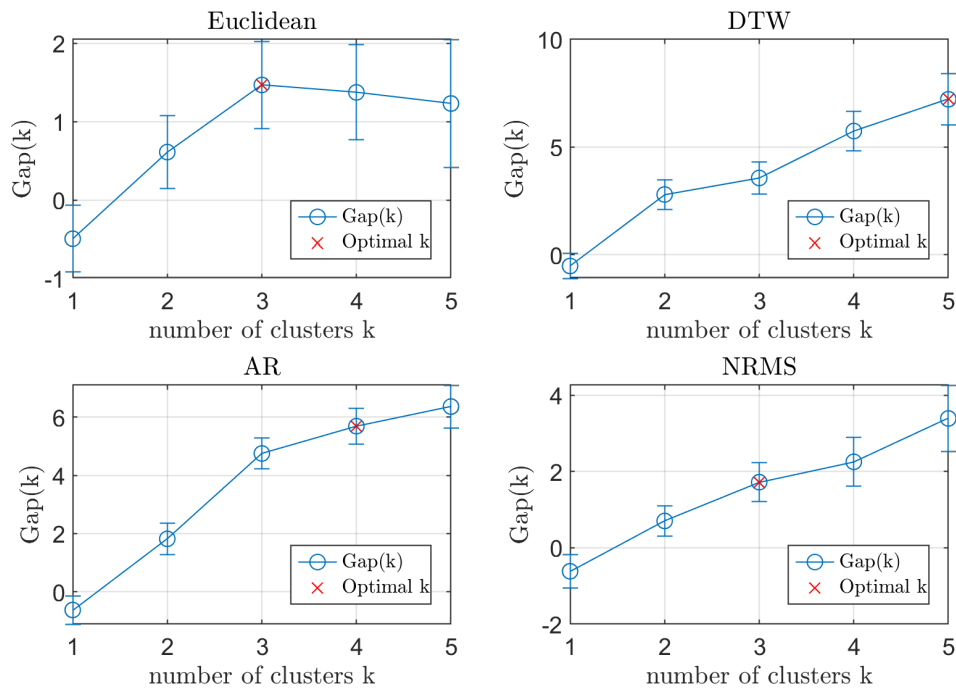 Euclidean
2
1
0
-1
Gap(k)
Gap(k)
Optimal k
1 2 3 4 5
number of clusters k
DTW
10
5
0
Gap(k)
Gap(k)
Optimal k
1 2 3 4 5
number of clusters k
AR
6
4
2
0
Gap(k)
Gap(k)
Optimal k
1 2 3 4 5
number of clusters k
NRMS
4
2
0
-2
Gap(k)
Gap(k)
Optimal k
1 2 3 4 5
number of clusters k